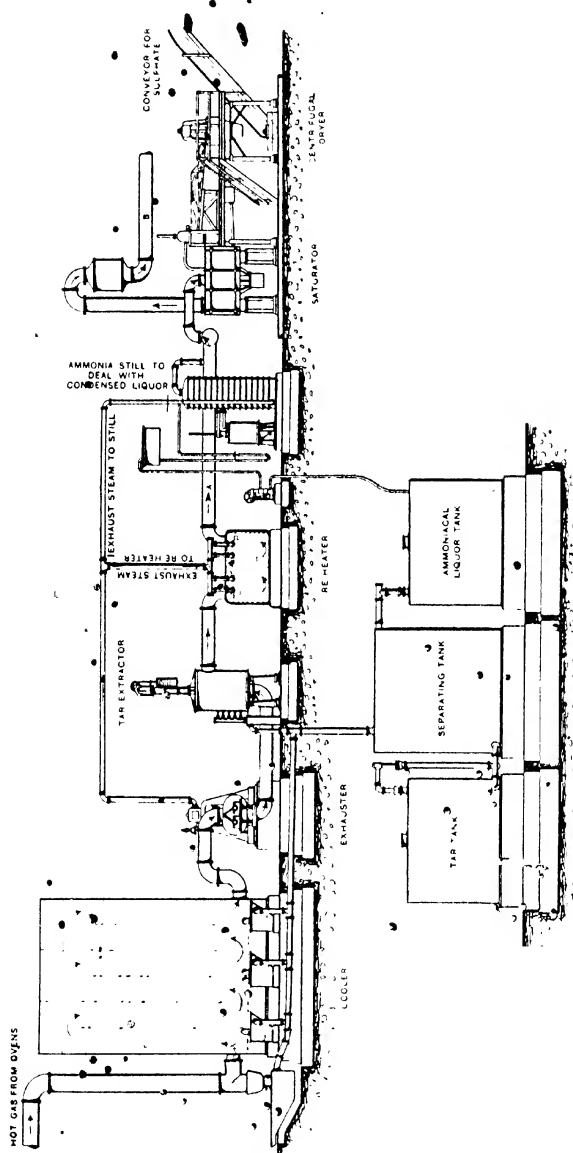 HOT GAS FROM OVENS
COOLER
EXHAUSTER
TAR EXTRACTOR
EXHAUST STEAM
TO RE HEATER
EXHAUST STEAM TO STILL
RE HEATER
AMMONIA STILL TO
DEAL WITH
CONDENSED LIQUOR
SATURATOR
CENTRIFUGAL
DRYER
CONVEYOR FOR
SULPHATE
A
B
TAR TANK
SEPARATING TANK
AMMONIACAL
LIQUOR TANK